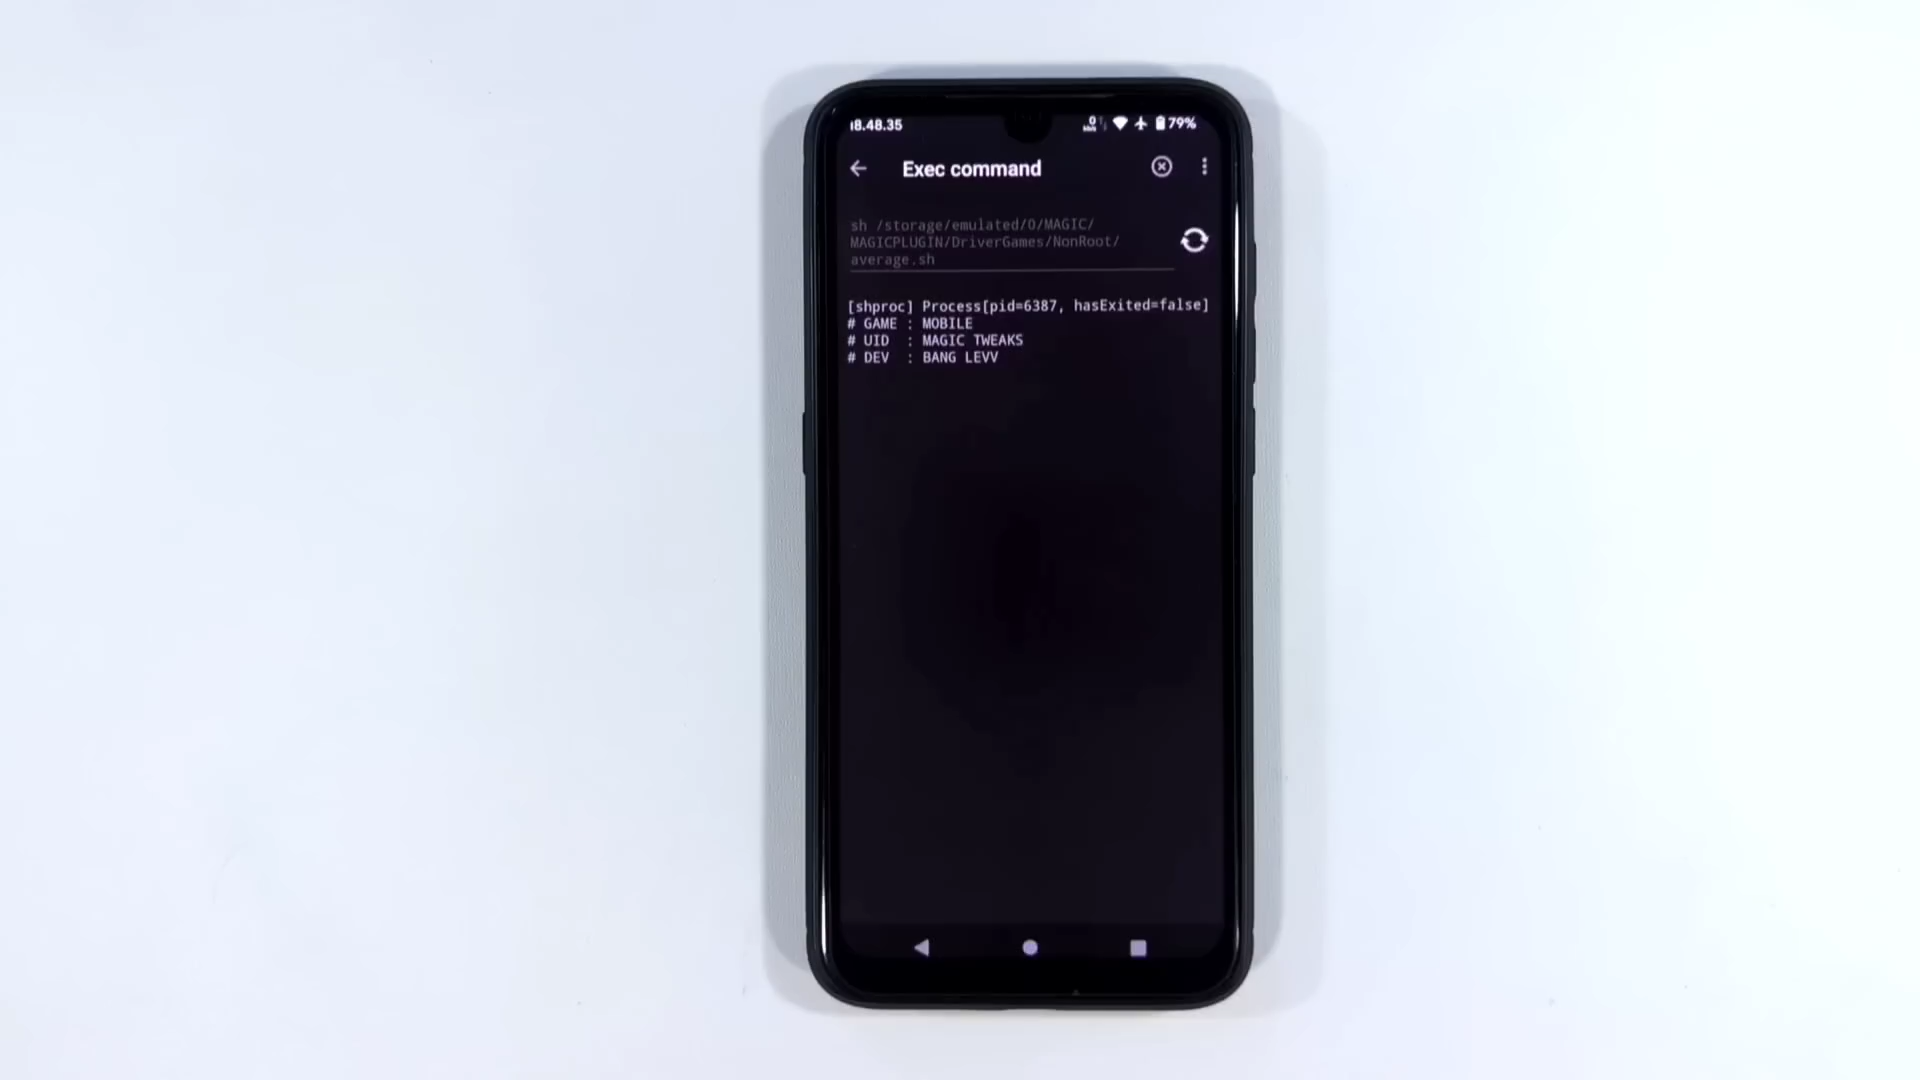 18.48.35 79%
Exec command
sh /storage/emulated/0/MAGIC/
MAGICPLUGIN/DriverGames/NonRoot/
average.sh
[shproc] Process[pid=6387, hasExited=false]
# GAME : MOBILE
# UID : MAGIC TWEAKS
# DEV : BANG LEVV